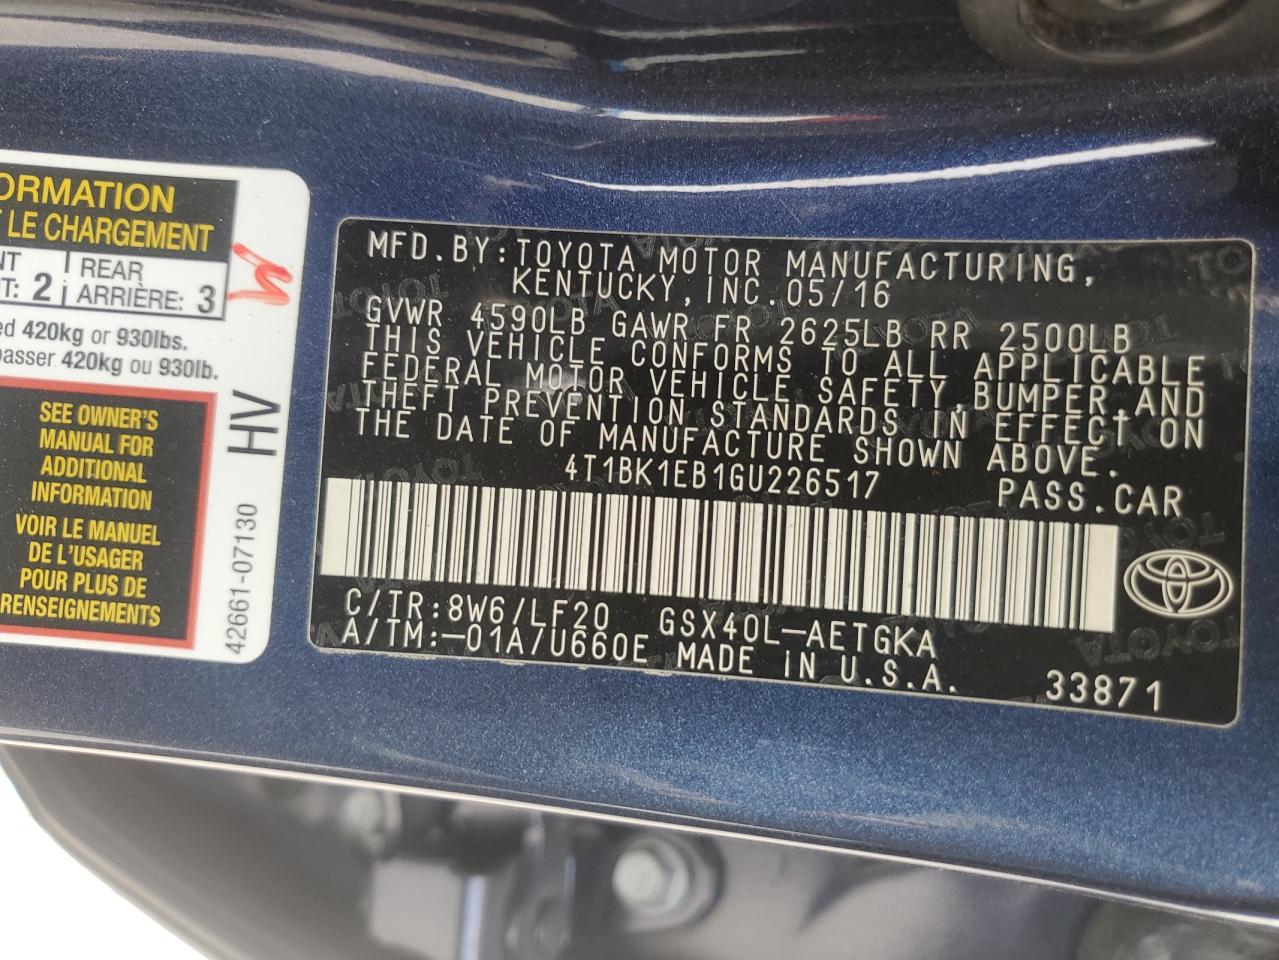 ORMATION
LE CHARGEMENT
NT 2 REAR 3
T: ARRIÈRE:
ed 420kg or 930lbs.
passer 420kg ou 930lb.
SEE OWNER'S
MANUAL FOR
ADDITIONAL
INFORMATION
VOIR LE MANUEL
DE L'USAGER
POUR PLUS DE
RENSEIGNEMENTS
HV
42661-07130
MFD.BY:TOYOTA MOTOR MANUFACTURING,
KENTUCKY,INC.05/16
GVWR 4590LB GAWR FR 2625LB RR 2500LB
THIS VEHICLE CONFORMS TO ALL APPLICABLE
FEDERAL MOTOR VEHICLE SAFETY,BUMPER,AND
THEFT PREVENTION STANDARDS IN EFFECT ON
THE DATE OF MANUFACTURE SHOWN ABOVE.
4T1BK1EB1GU226517 PASS.CAR
C/TR:8W6/LF20 GSX40L-AETGKA
A/TM:-01A/U660E MADE IN U.S.A.
33871
TOYOTA